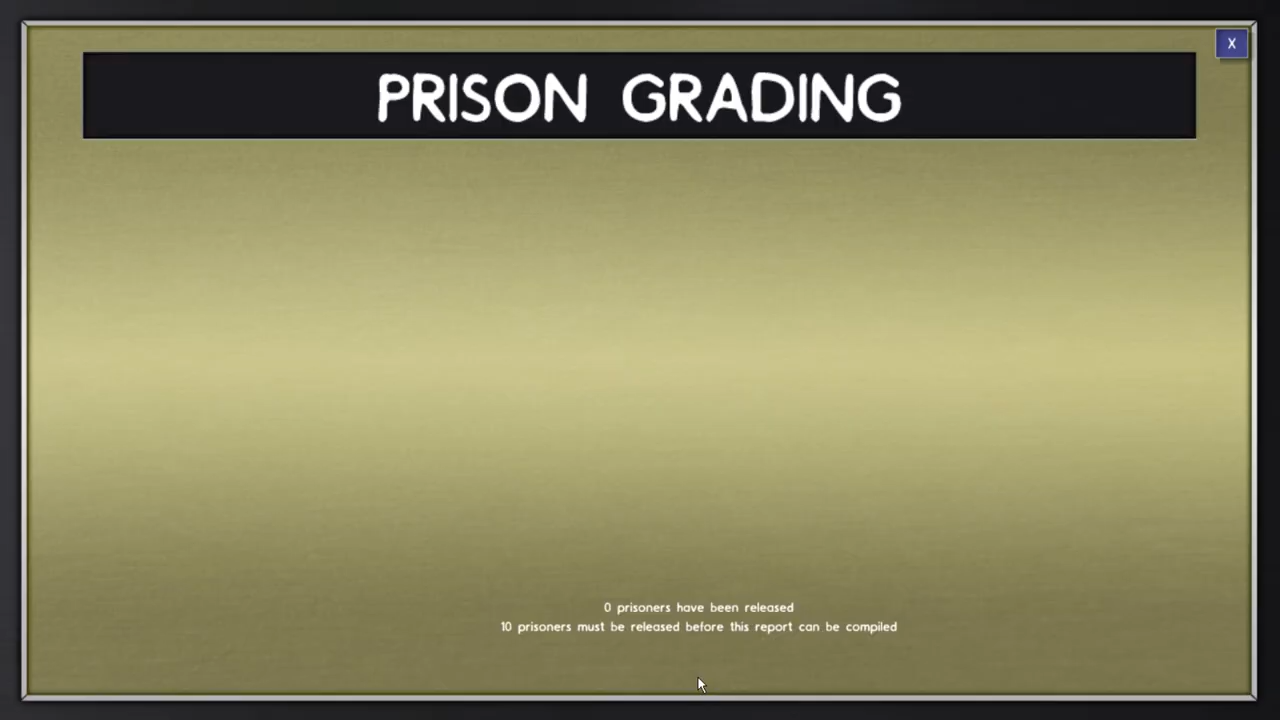 X
PRISON GRADING
0 prisoners have been released
10 prisoners must be released before this report can be compiled